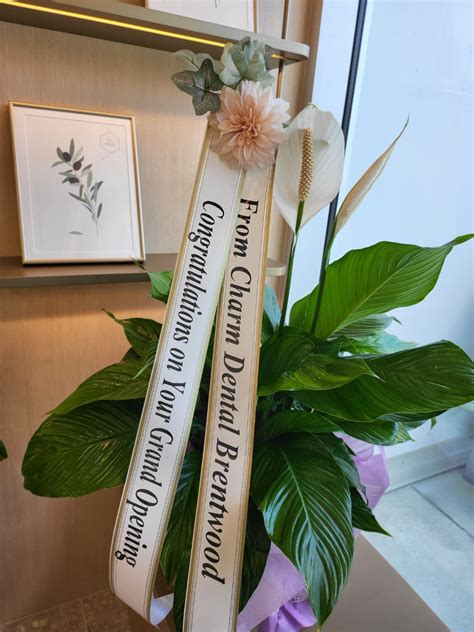 Congratulations on Your Grand Opening
From Charm Dental Brentwood